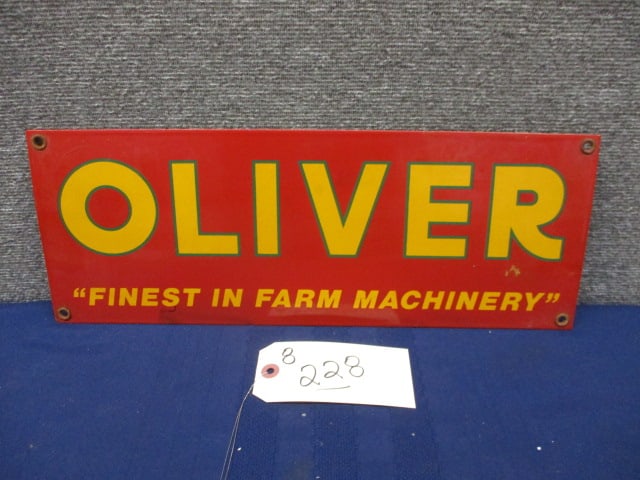 OLIVER
“FINEST IN FARM MACHINERY”
8
228